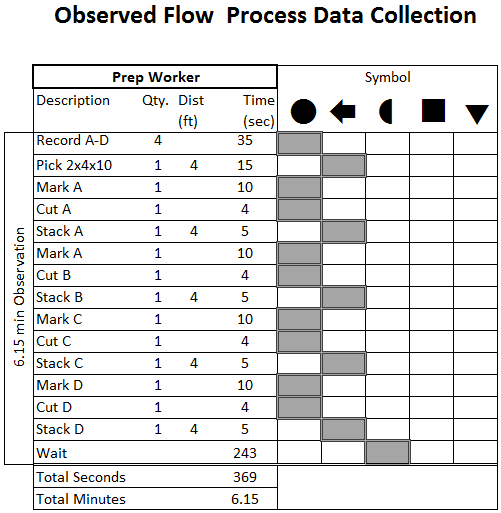 Observed Flow Process Data Collection
Prep Worker Symbol
Description Qty. Dist (ft) Time (sec)
6.15 min Observation
Record A-D 4 35
Pick 2x4x10 1 4 15
Mark A 1 10
Cut A 1 4
Stack A 1 4 5
Mark A 1 10
Cut B 1 4
Stack B 1 4 5
Mark C 1 10
Cut C 1 4
Stack C 1 4 5
Mark D 1 10
Cut D 1 4
Stack D 1 4 5
Wait 243
Total Seconds 369
Total Minutes 6.15